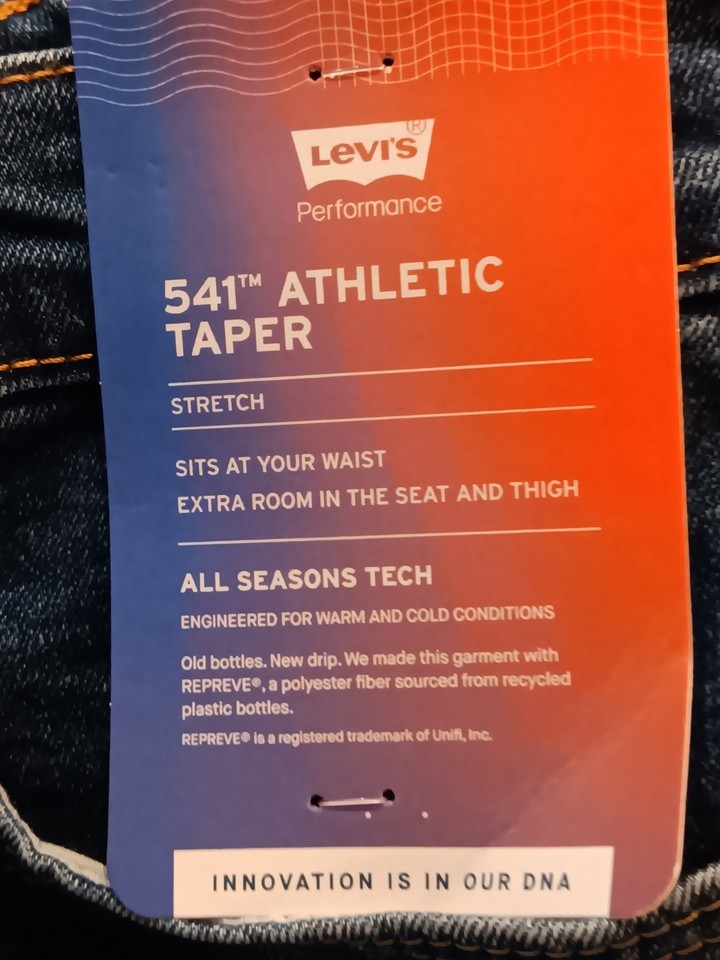 LEVI'S®
Performance
541™ ATHLETIC
TAPER
STRETCH
SITS AT YOUR WAIST
EXTRA ROOM IN THE SEAT AND THIGH
ALL SEASONS TECH
ENGINEERED FOR WARM AND COLD CONDITIONS
Old bottles. New drip. We made this garment with
REPREVE®, a polyester fiber sourced from recycled
plastic bottles.
REPREVE® is a registered trademark of Unifi, Inc.
INNOVATION IS IN OUR DNA